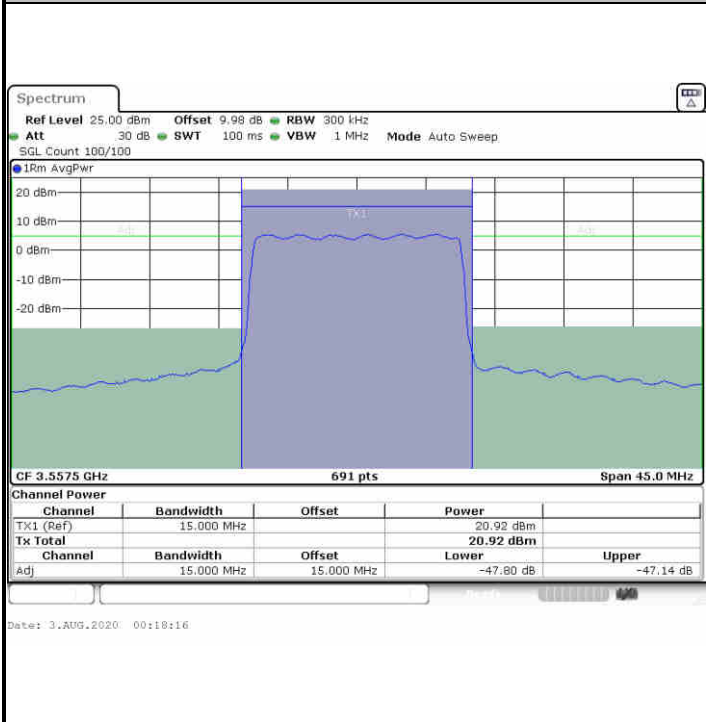 Spectrum
Ref Level 25.00 dBm Offset 9.98 dB RBW 300 kHz
Att 30 dB SWT 100 ms VBW 1 MHz Mode Auto Sweep
SGL Count 100/100
1Rm AvgPwr
20 dBm
TX1
10 dBm
Adj Adj
0 dBm
-10 dBm
-20 dBm
CF 3.5575 GHz 691 pts Span 45.0 MHz
Channel Power
Channel Bandwidth Offset Power
TX1 (Ref) 15.000 MHz 20.92 dBm
Tx Total 20.92 dBm
Channel Bandwidth Offset Lower Upper
Adj 15.000 MHz 15.000 MHz -47.80 dB -47.14 dB
Date: 3.AUG.2020 00:18:16